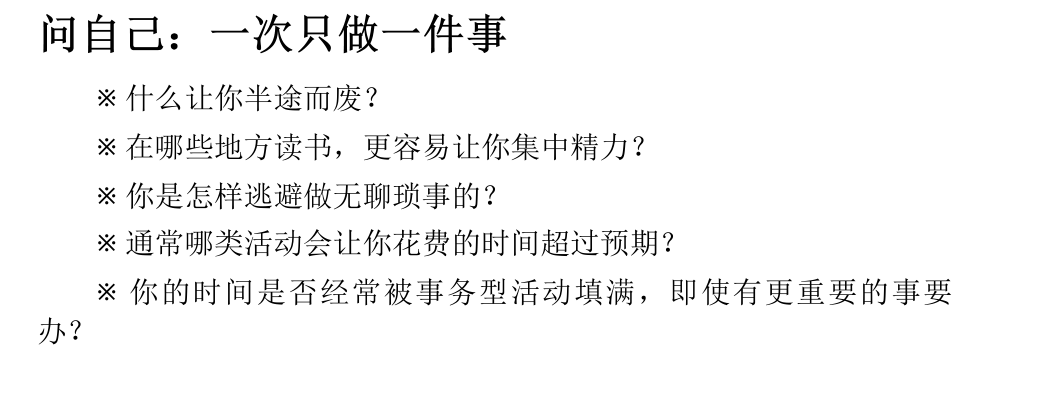 问自己：一次只做一件事
※ 什么让你半途而废？
※ 在哪些地方读书，更容易让你集中精力？
※ 你是怎样逃避做无聊琐事的？
※ 通常哪类活动会让你花费的时间超过预期？
※ 你的时间是否经常被事务型活动填满，即使有更重要的事要
办？